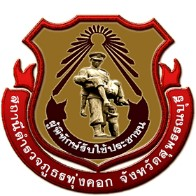 ผู้พิทักษ์รับใช้ประชาชน
สถานีตำรวจภูธรทุ่งคอก จังหวัดสุพรรณบุรี